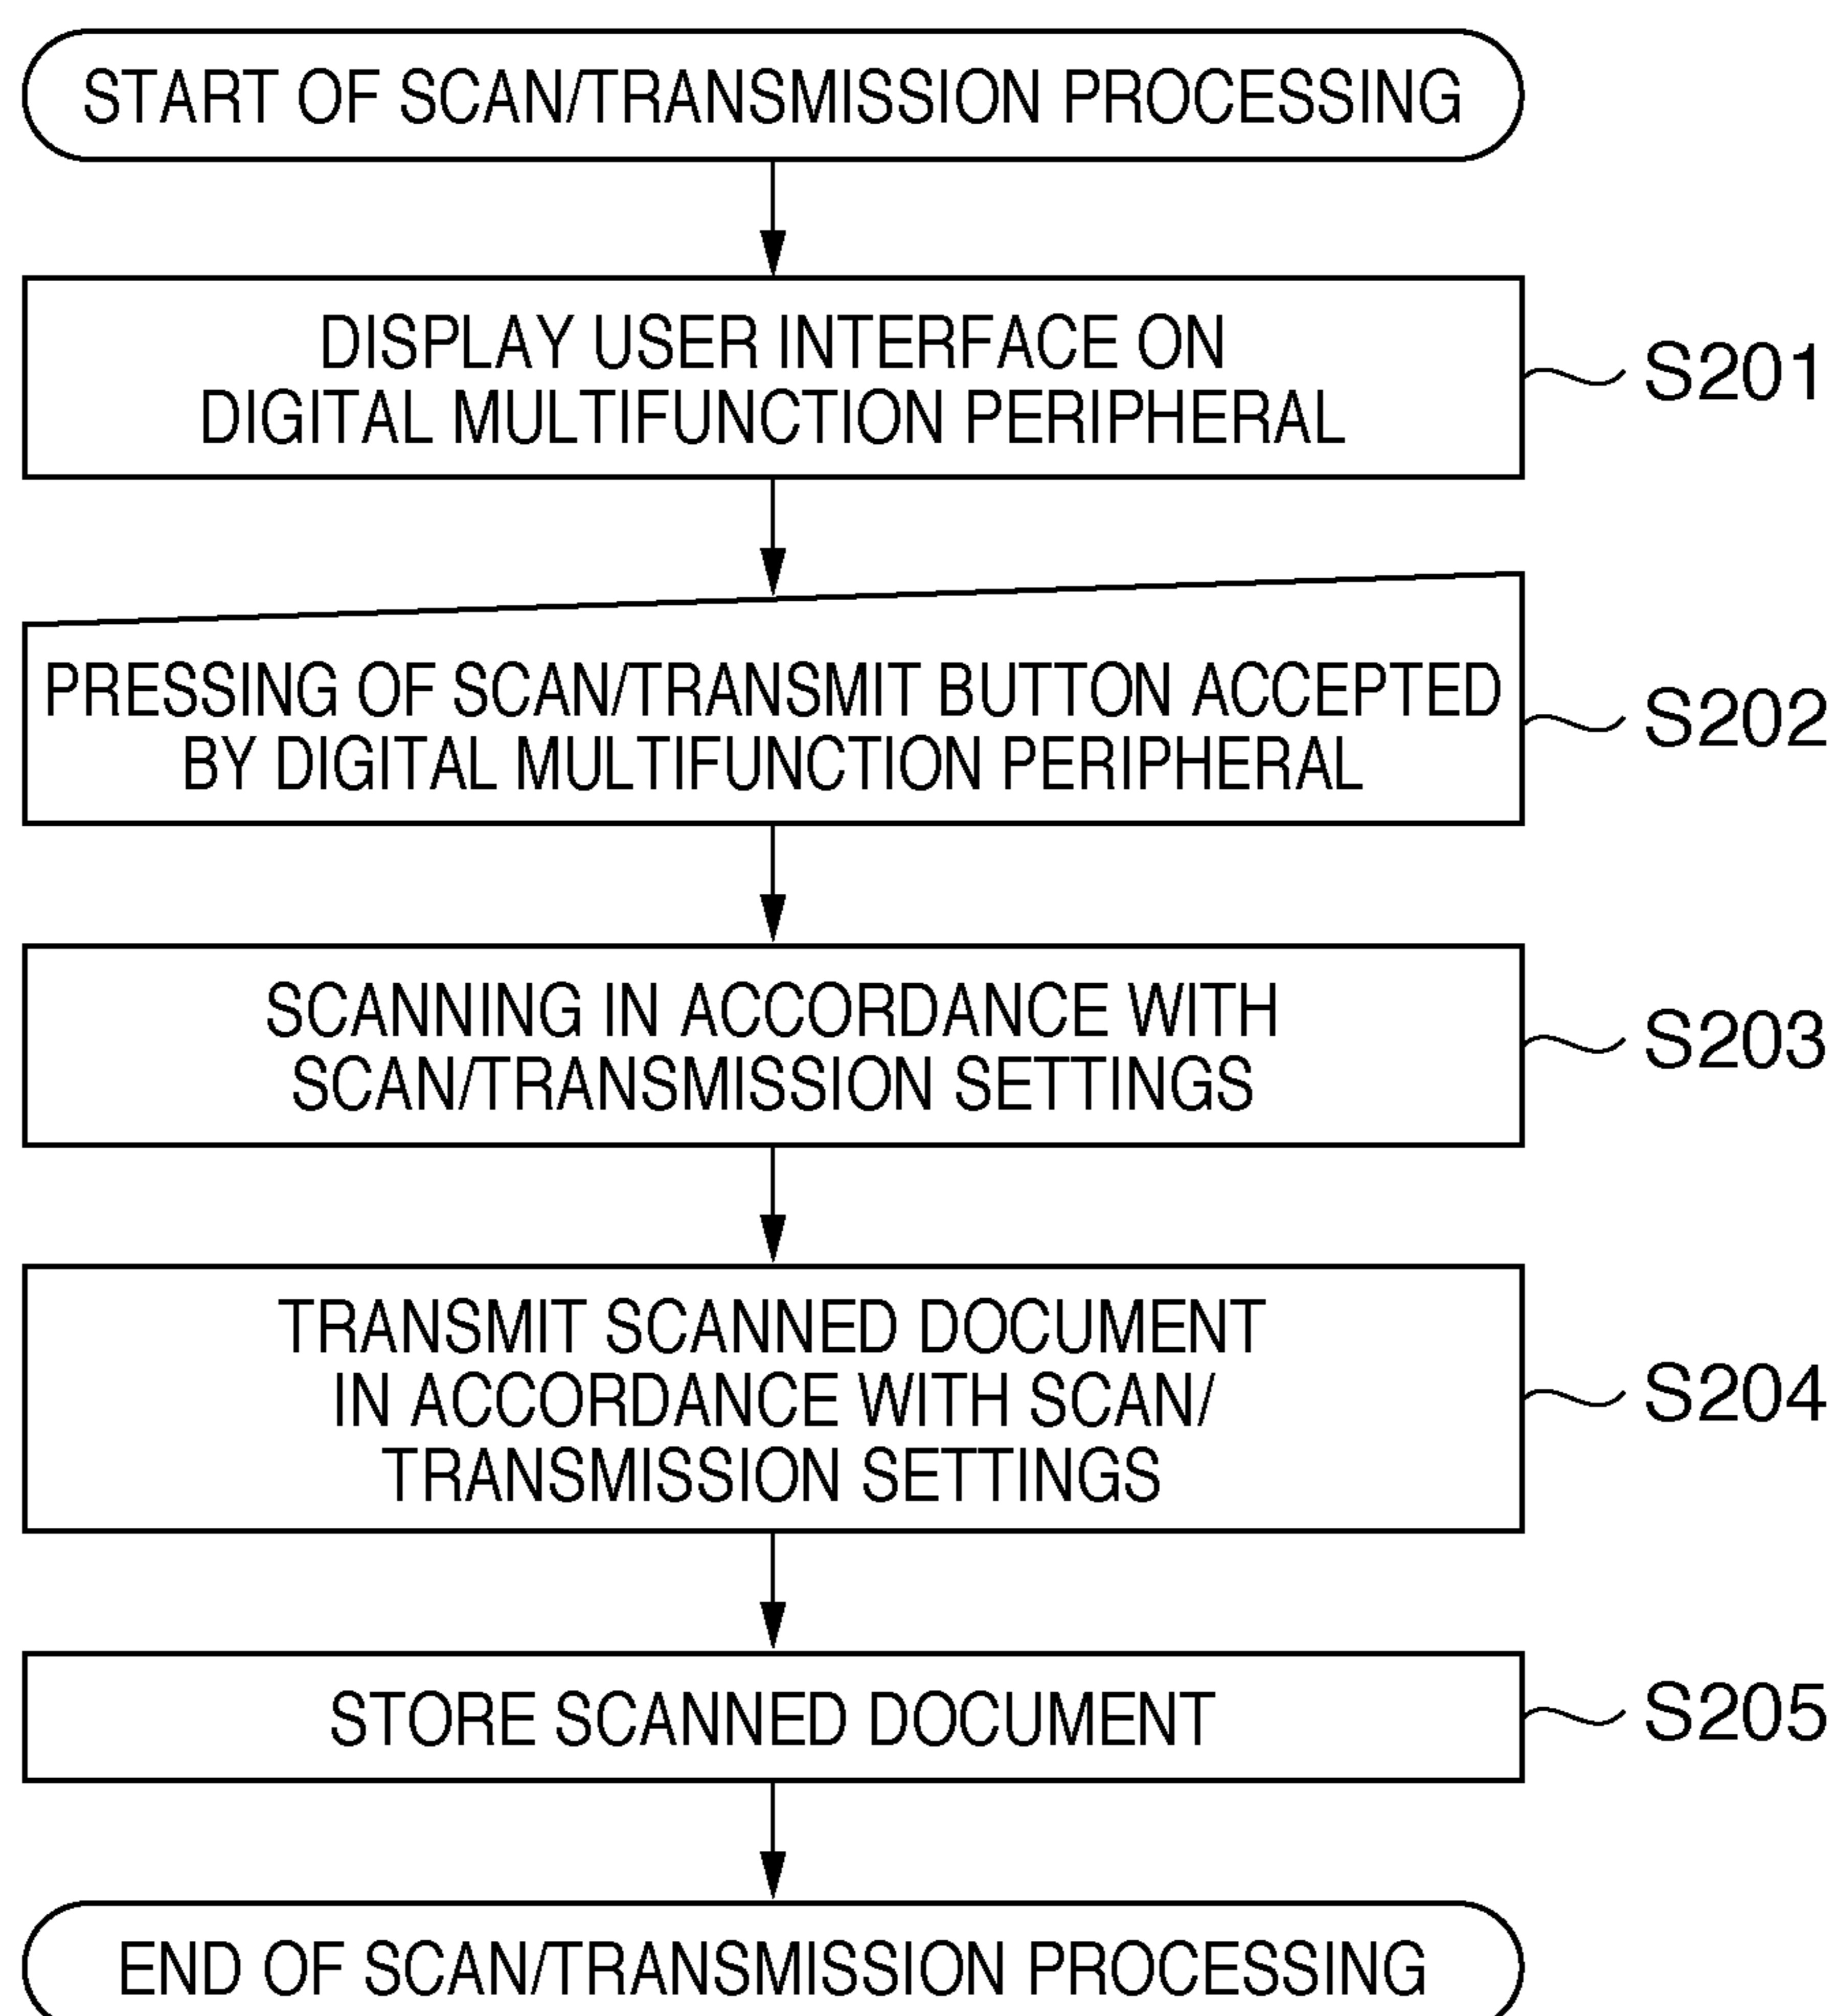 START OF SCAN/TRANSMISSION PROCESSING
DISPLAY USER INTERFACE ON
DIGITAL MULTIFUNCTION PERIPHERAL
S201
PRESSING OF SCAN/TRANSMIT BUTTON ACCEPTED
BY DIGITAL MULTIFUNCTION PERIPHERAL
S202
SCANNING IN ACCORDANCE WITH
SCAN/TRANSMISSION SETTINGS
S203
TRANSMIT SCANNED DOCUMENT
IN ACCORDANCE WITH SCAN/
TRANSMISSION SETTINGS
S204
STORE SCANNED DOCUMENT
S205
END OF SCAN/TRANSMISSION PROCESSING